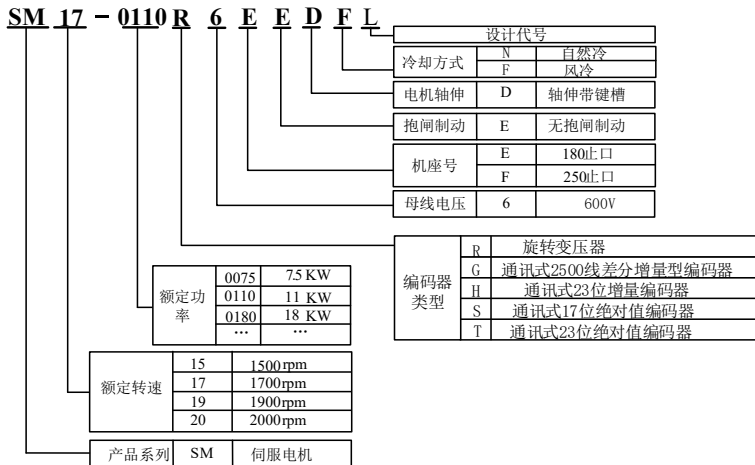 SM 17-0110 R 6 E E D F L
设计代号
冷却方式 N 自然冷
F 风冷
电机轴伸 D 轴伸带键槽
抱闸制动 E 无抱闸制动
机座号 E 180止口
F 250止口
母线电压 6 600V
编码器类型 R 旋转变压器
G 通讯式2500线差分增量型编码器
H 通讯式23位增量编码器
S 通讯式17位绝对值编码器
T 通讯式23位绝对值编码器
额定功率 0075 75 KW
0110 11 KW
0180 18 KW
... ...
额定转速 15 1500rpm
17 1700rpm
19 1900rpm
20 2000rpm
产品系列 SM 伺服电机